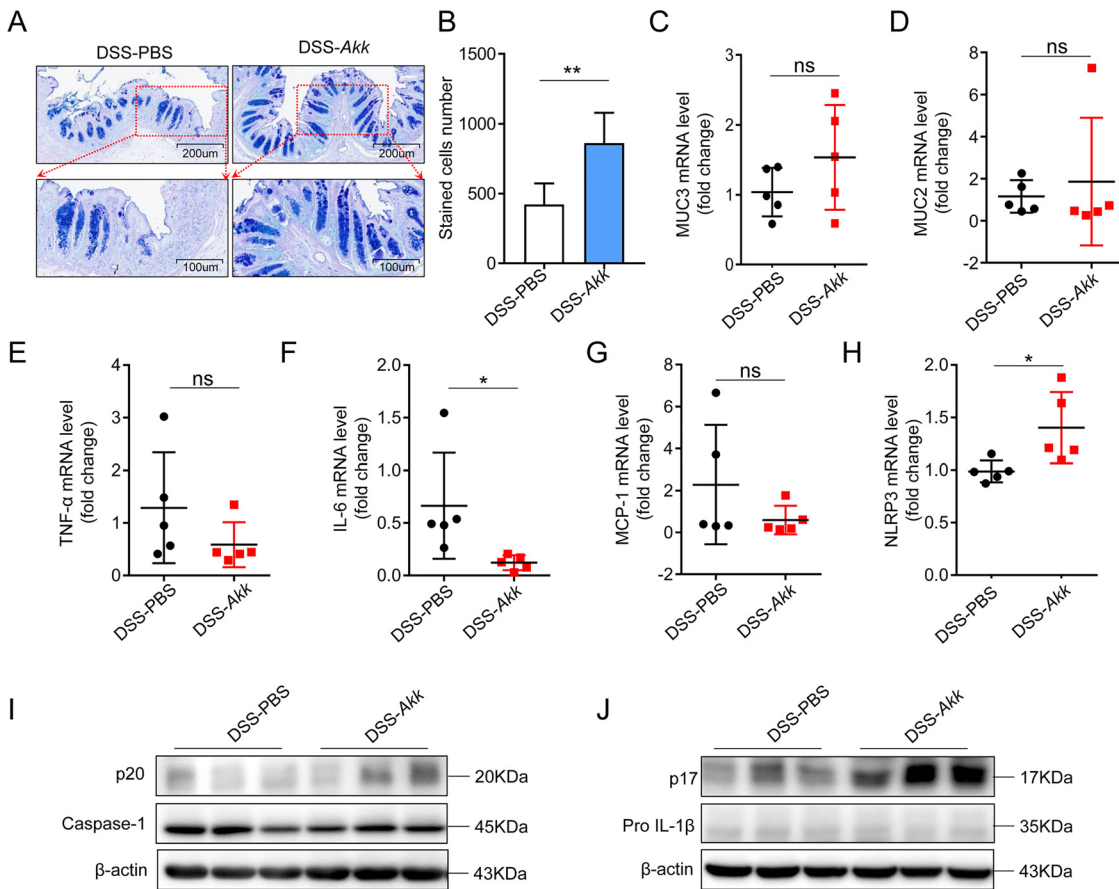 A
DSS-PBS
DSS-Akk
200um
200um
100um
100um
B
Stained cells number
1500
1000
500
0
**
DSS-PBS
DSS-Akk
C
MUC3 mRNA level
(fold change)
3
2
1
0
ns
DSS-PBS
DSS-Akk
D
MUC2 mRNA level
(fold change)
8
6
4
2
0
-2
ns
DSS-PBS
DSS-Akk
E
TNF-α mRNA level
(fold change)
4
3
2
1
0
ns
DSS-PBS
DSS-Akk
F
IL-6 mRNA level
(fold change)
2.0
1.5
1.0
0.5
0.0
*
DSS-PBS
DSS-Akk
G
MCP-1 mRNA level
(fold change)
8
6
4
2
0
-2
ns
DSS-PBS
DSS-Akk
H
NLRP3 mRNA level
(fold change)
2.0
1.5
1.0
0.5
0.0
*
DSS-PBS
DSS-Akk
I
DSS-PBS
DSS-Akk
p20
20KDa
Caspase-1
45KDa
β-actin
43KDa
J
DSS-PBS
DSS-Akk
p17
17KDa
Pro IL-1β
35KDa
β-actin
43KDa